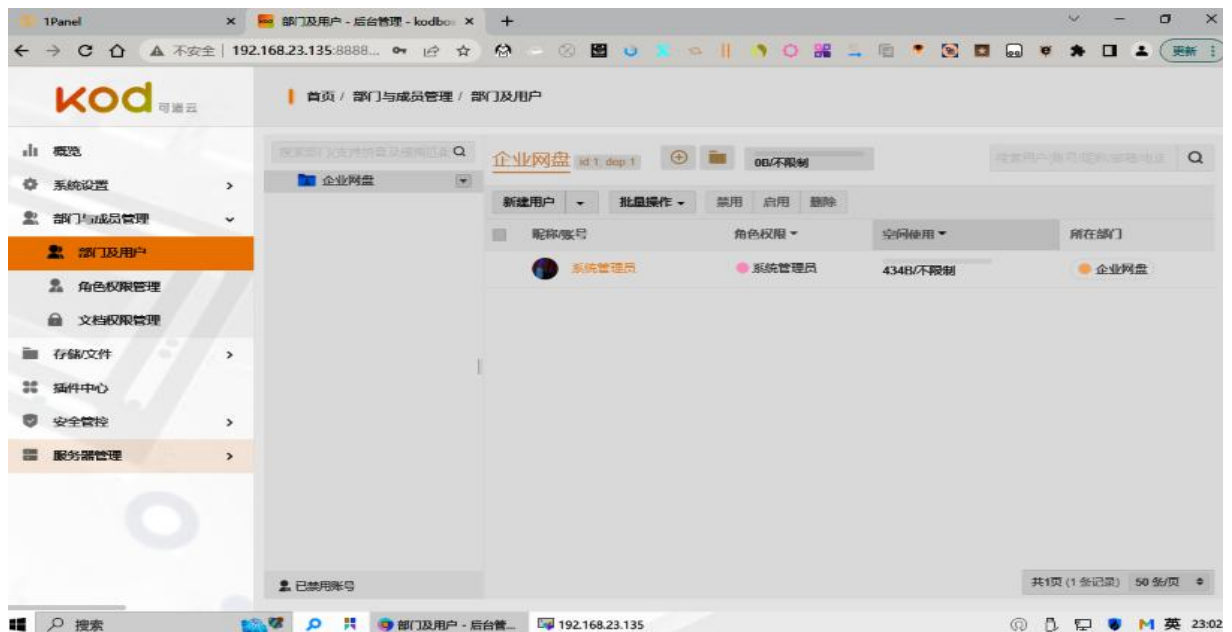 1Panel
部门及用户 - 后台管理 - kodbo
不安全 | 192.168.23.135:8888...
更新
kod 可道云
首页 / 部门与成员管理 / 部门及用户
概览
系统设置
部门与成员管理
部门及用户
角色权限管理
文档权限管理
存储/文件
插件中心
安全管控
服务器管理
企业网盘
已禁用账号
企业网盘 id:1 dep:1 0B/不限制
新建用户 批量操作 禁用 启用 删除
昵称/账号 角色权限 空间使用 所在部门
系统管理员 系统管理员 434B/不限制 企业网盘
共1页 (1 条记录) 50 条/页
搜索 部门及用户 - 后台管... 192.168.23.135 英 23:02